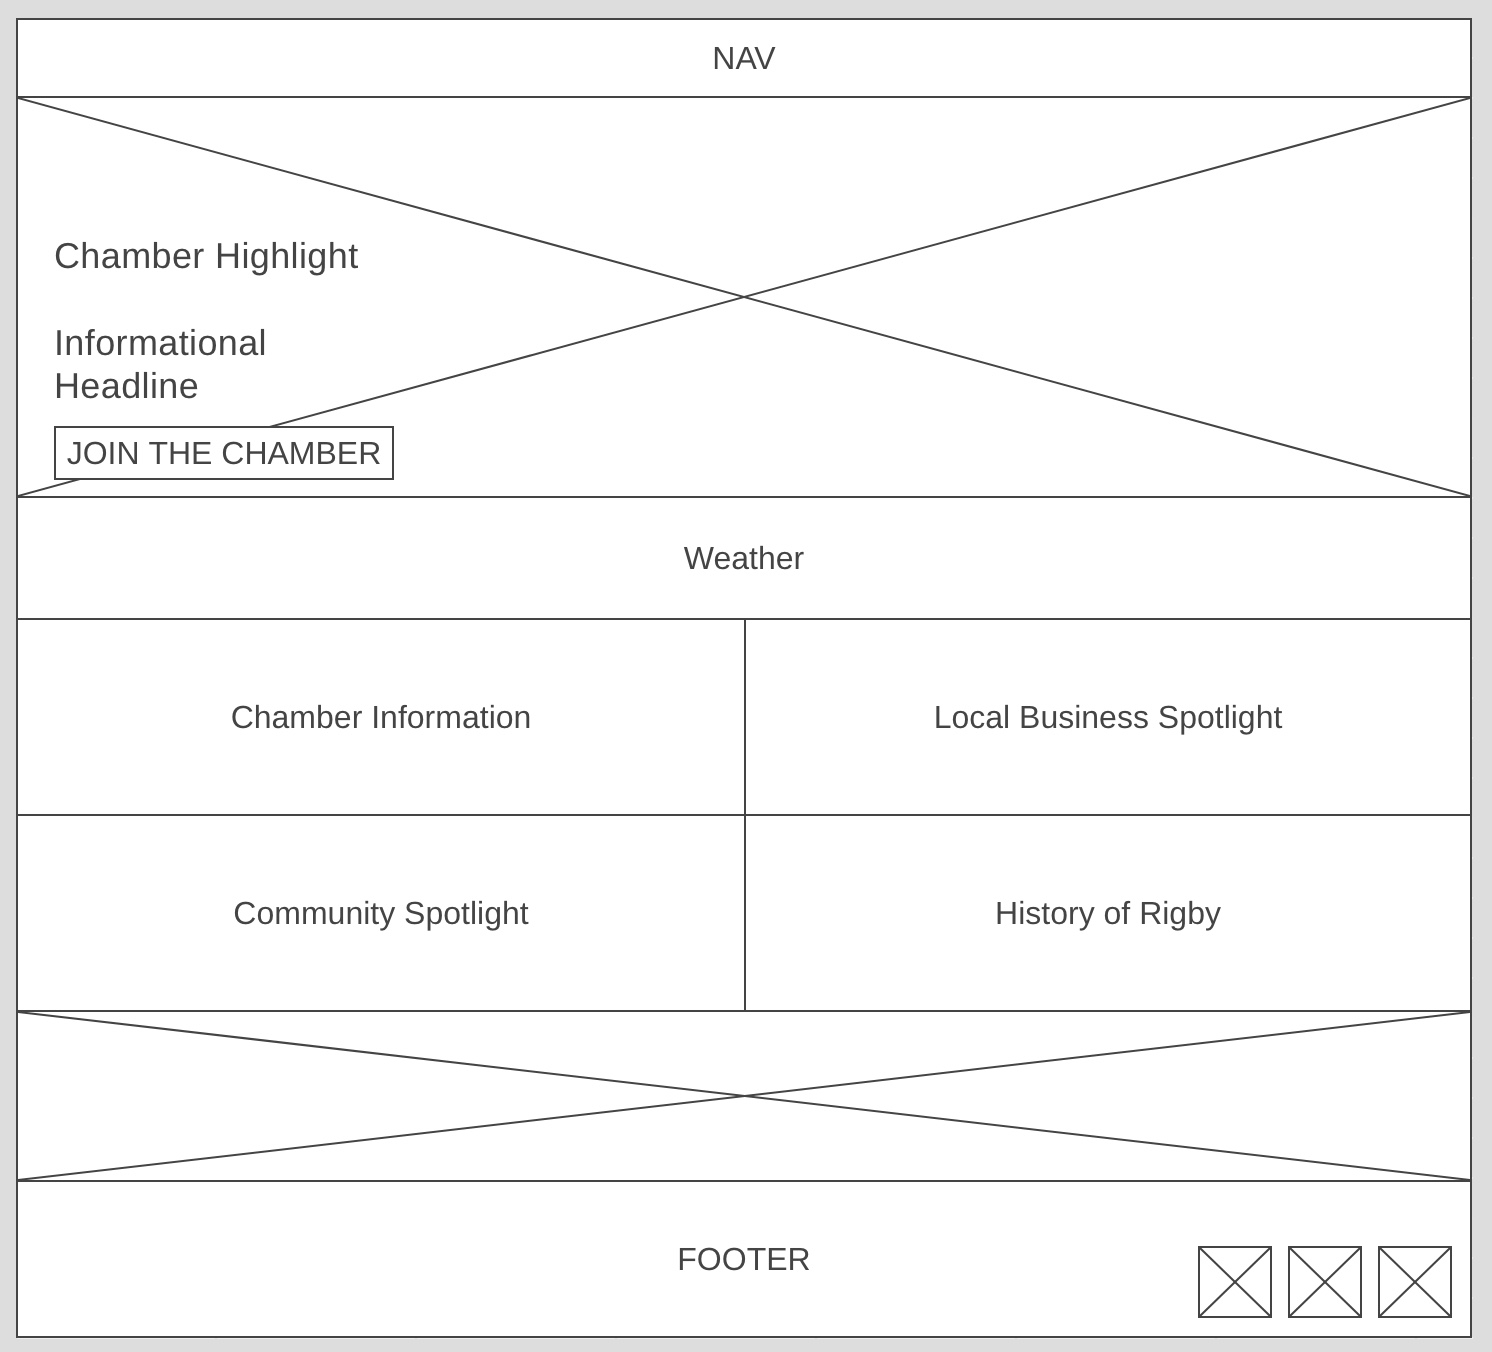 NAV
Chamber Highlight
Informational
Headline
JOIN THE CHAMBER
Weather
Chamber Information
Local Business Spotlight
Community Spotlight
History of Rigby
FOOTER